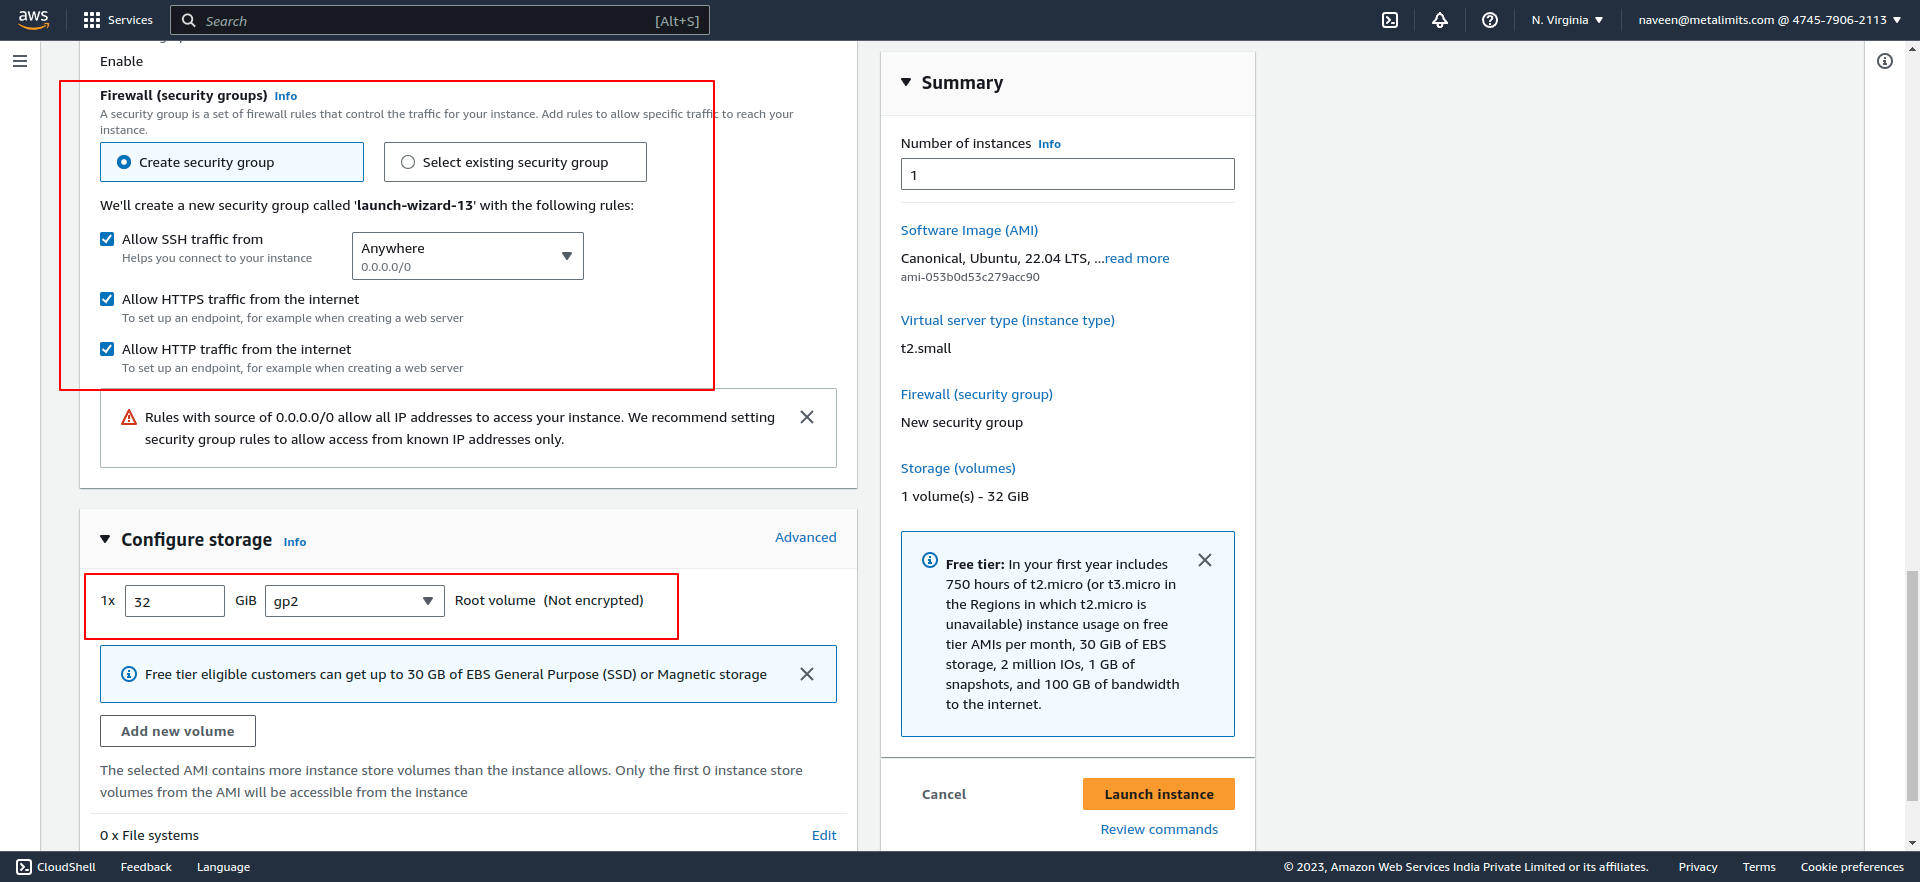 aws
Services
Search
[Alt+S]
N. Virginia
naveen@metalimits.com @ 4745-7906-2113
Enable
Firewall (security groups) Info
A security group is a set of firewall rules that control the traffic for your instance. Add rules to allow specific traffic to reach your
instance.
Create security group
Select existing security group
We'll create a new security group called 'launch-wizard-13' with the following rules:
Allow SSH traffic from
Helps you connect to your instance
Anywhere
0.0.0.0/0
Allow HTTPS traffic from the internet
To set up an endpoint, for example when creating a web server
Allow HTTP traffic from the internet
To set up an endpoint, for example when creating a web server
Rules with source of 0.0.0.0/0 allow all IP addresses to access your instance. We recommend setting
security group rules to allow access from known IP addresses only.
Configure storage Info
Advanced
1x 32 GiB gp2 Root volume (Not encrypted)
Free tier eligible customers can get up to 30 GB of EBS General Purpose (SSD) or Magnetic storage
Add new volume
The selected AMI contains more instance store volumes than the instance allows. Only the first 0 instance store
volumes from the AMI will be accessible from the instance
0 x File systems
Edit
Summary
Number of instances Info
1
Software Image (AMI)
Canonical, Ubuntu, 22.04 LTS, ...read more
ami-053b0d53c279acc90
Virtual server type (instance type)
t2.small
Firewall (security group)
New security group
Storage (volumes)
1 volume(s) - 32 GiB
Free tier: In your first year includes
750 hours of t2.micro (or t3.micro in
the Regions in which t2.micro is
unavailable) instance usage on free
tier AMIs per month, 30 GiB of EBS
storage, 2 million IOs, 1 GB of
snapshots, and 100 GB of bandwidth
to the internet.
Cancel
Launch instance
Review commands
CloudShell
Feedback
Language
© 2023, Amazon Web Services India Private Limited or its affiliates.
Privacy
Terms
Cookie preferences